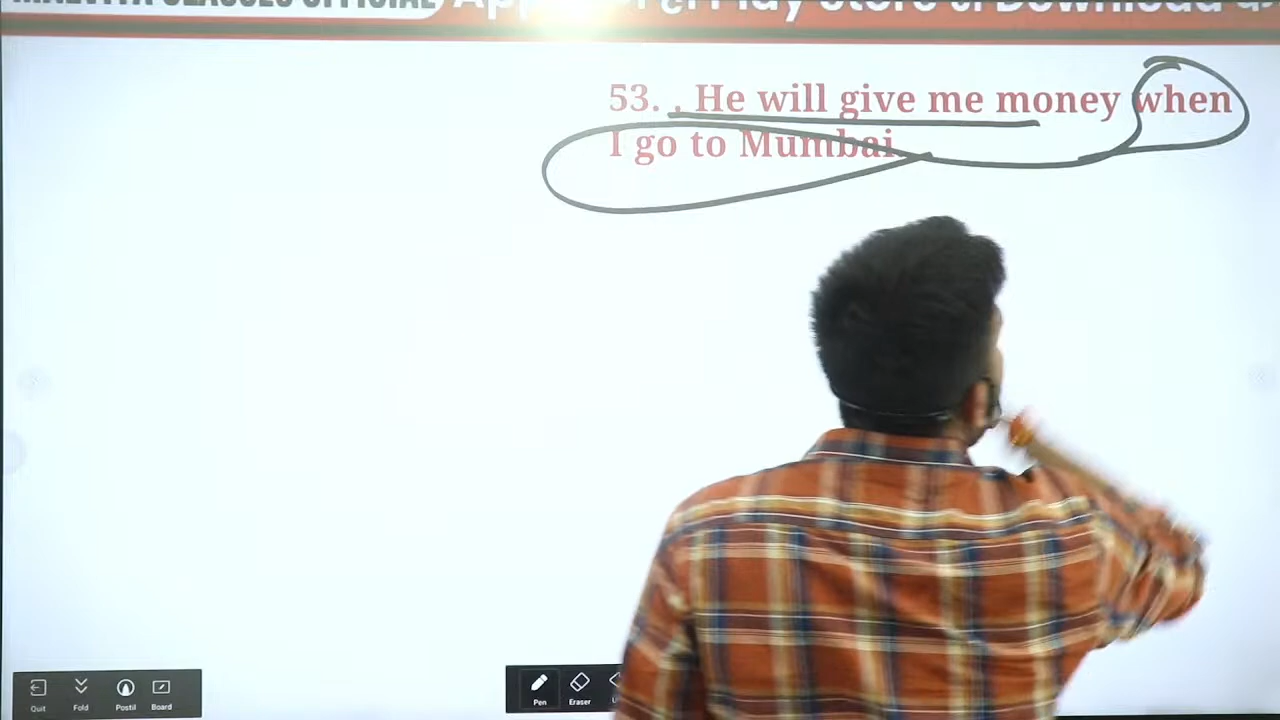 53. . He will give me money when
I go to Mumbai.
Quit Fold Postil Board Pen Eraser